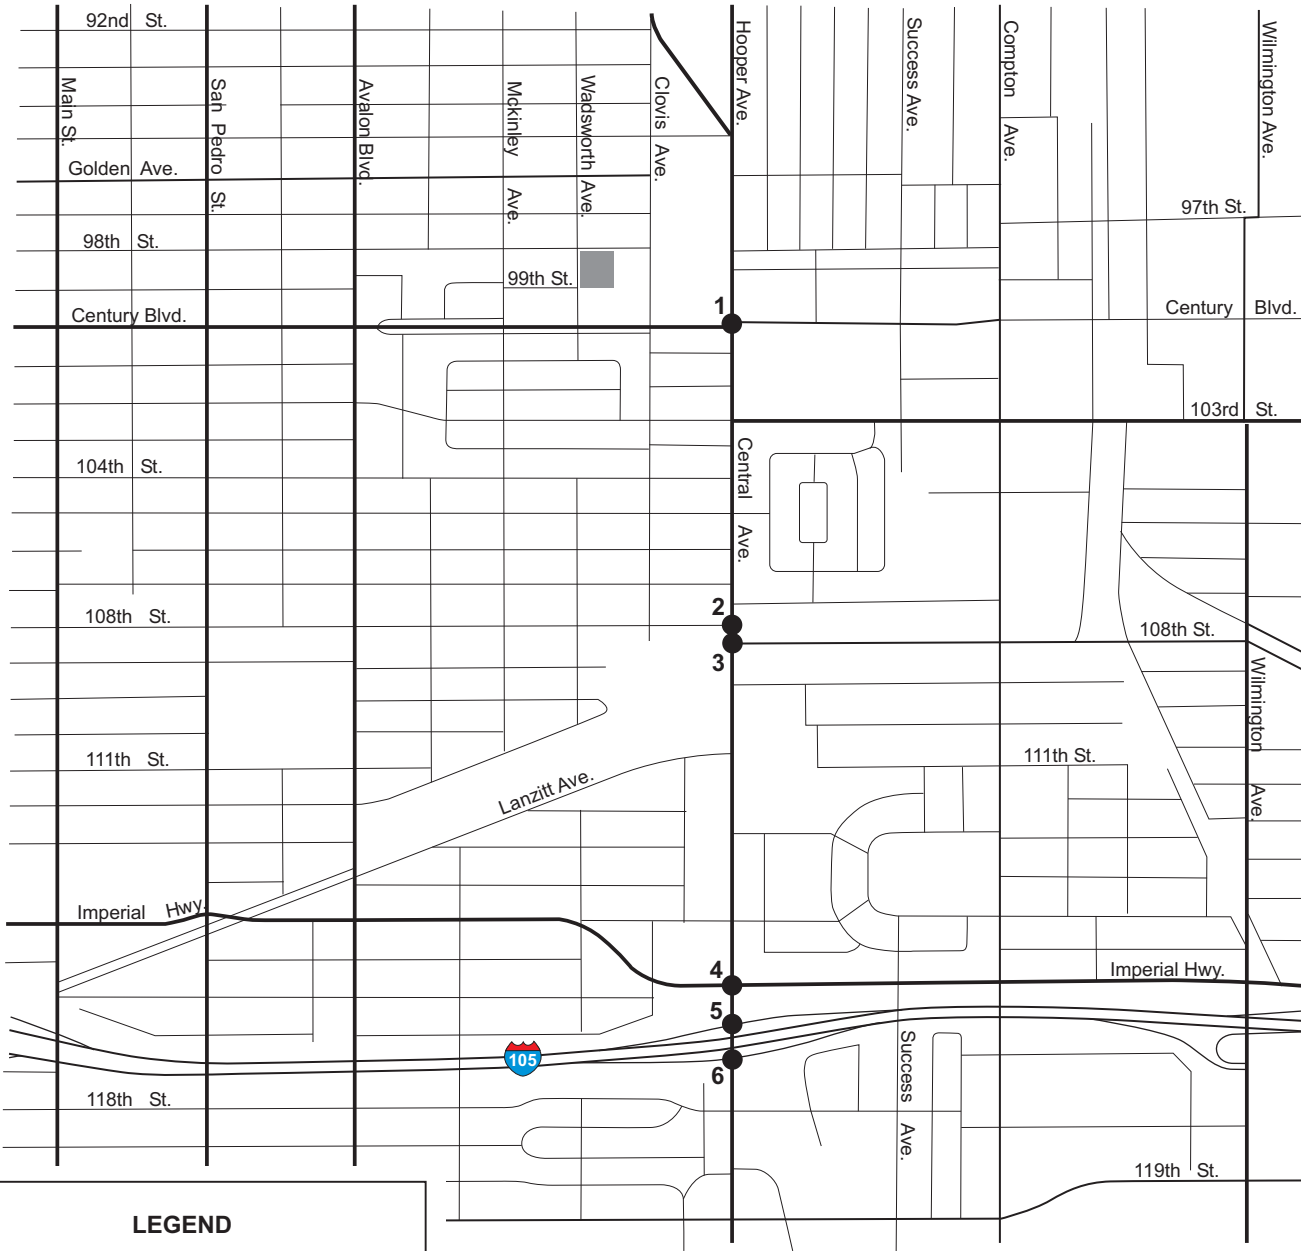 92nd St.
Main St.
San Pedro St.
Avalon Blvd.
Mckinley Ave.
Wadsworth Ave.
Clovis Ave.
Hooper Ave.
Success Ave.
Compton Ave.
Wilmington Ave.
Golden Ave.
97th St.
98th St.
99th St.
Century Blvd.
1
Century Blvd.
103rd St.
104th St.
Central Ave.
2
108th St.
108th St.
3
Wilmington Ave.
111th St.
111th St.
Lanzitt Ave.
Imperial Hwy.
4
Imperial Hwy.
5
105
6
Success Ave.
118th St.
119th St.
LEGEND